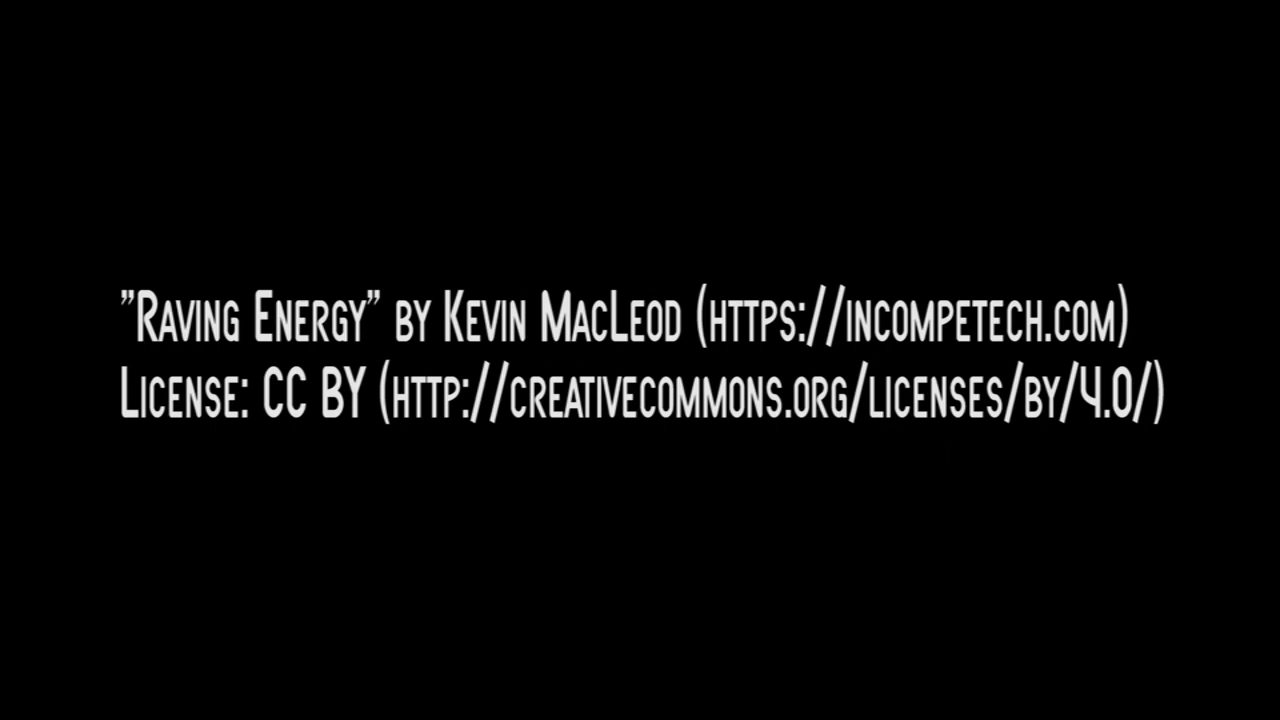 "Raving Energy" by Kevin MacLeod (https://incompetech.com)
License: CC BY (http://creativecommons.org/licenses/by/4.0/)